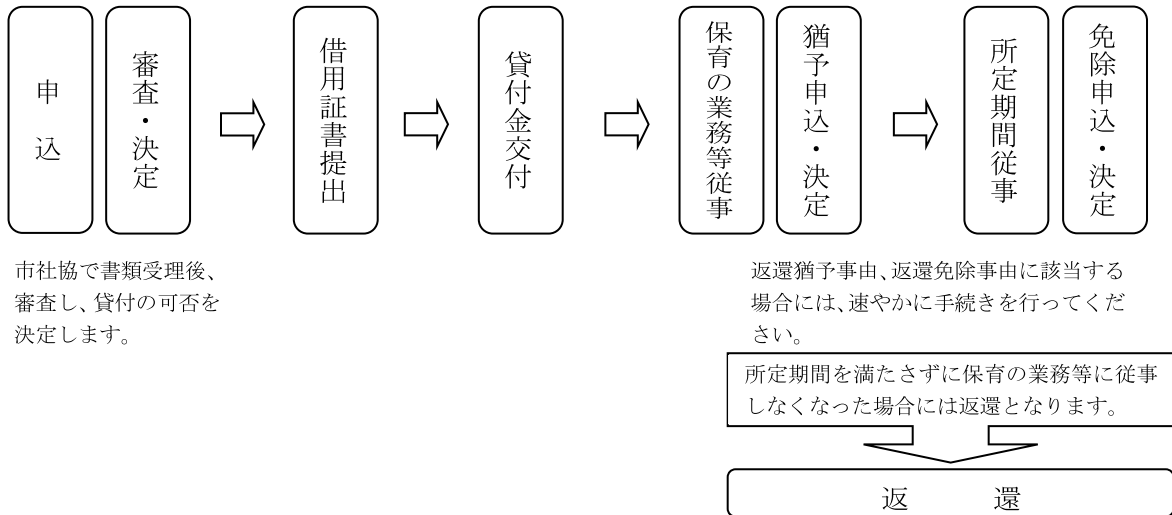 申込
審査・決定
借用証書提出
貸付金交付
保育の業務等従事
猶予申込・決定
所定期間従事
免除申込・決定
市社協で書類受理後、
審査し、貸付の可否を
決定します。
返還猶予事由、返還免除事由に該当する
場合には、速やかに手続きを行ってくだ
さい。
所定期間を満たさずに保育の業務等に従事
しなくなった場合には返還となります。
返　還